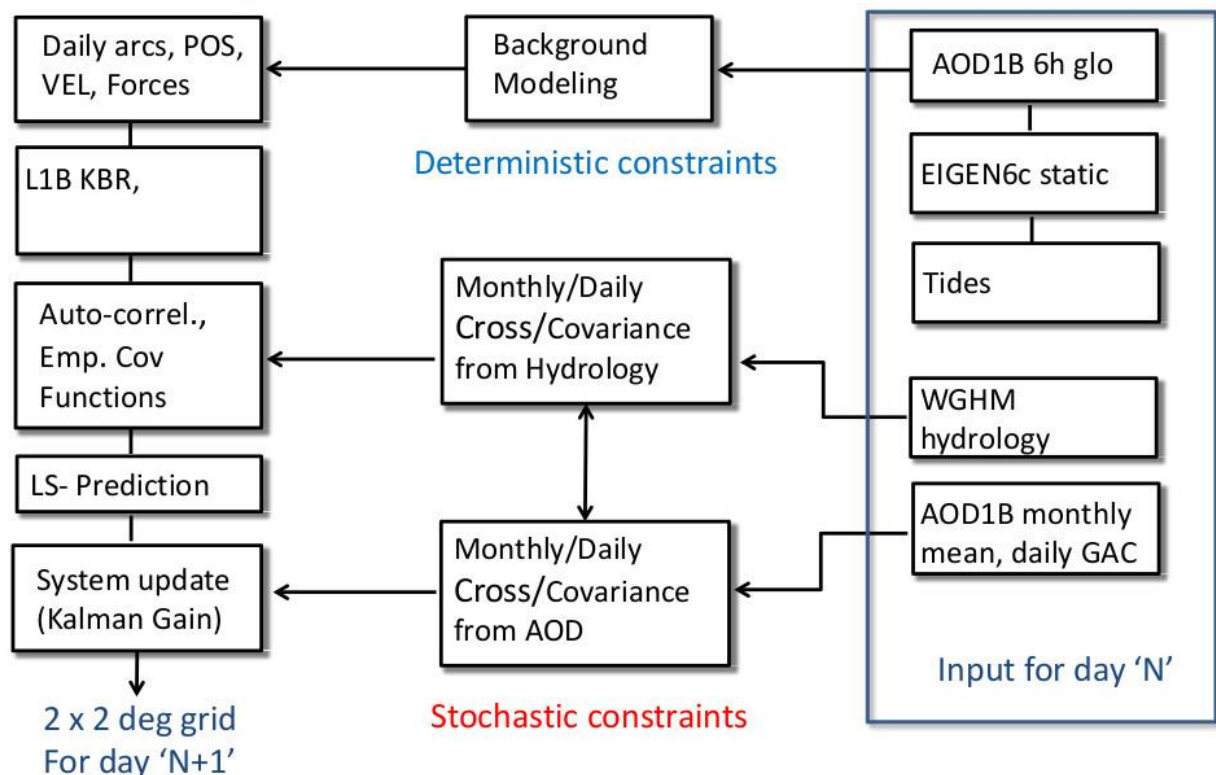 Daily arcs, POS,
VEL, Forces
Background
Modeling
AOD1B 6h glo
Deterministic constraints
L1B KBR,
EIGEN6c static
Tides
Auto-correl.,
Emp. Cov
Functions
Monthly/Daily
Cross/Covariance
from Hydrology
WGHM
hydrology
LS- Prediction
AOD1B monthly
mean, daily GAC
System update
(Kalman Gain)
Monthly/Daily
Cross/Covariance
from AOD
Input for day ‘N’
2 x 2 deg grid
For day ‘N+1’
Stochastic constraints